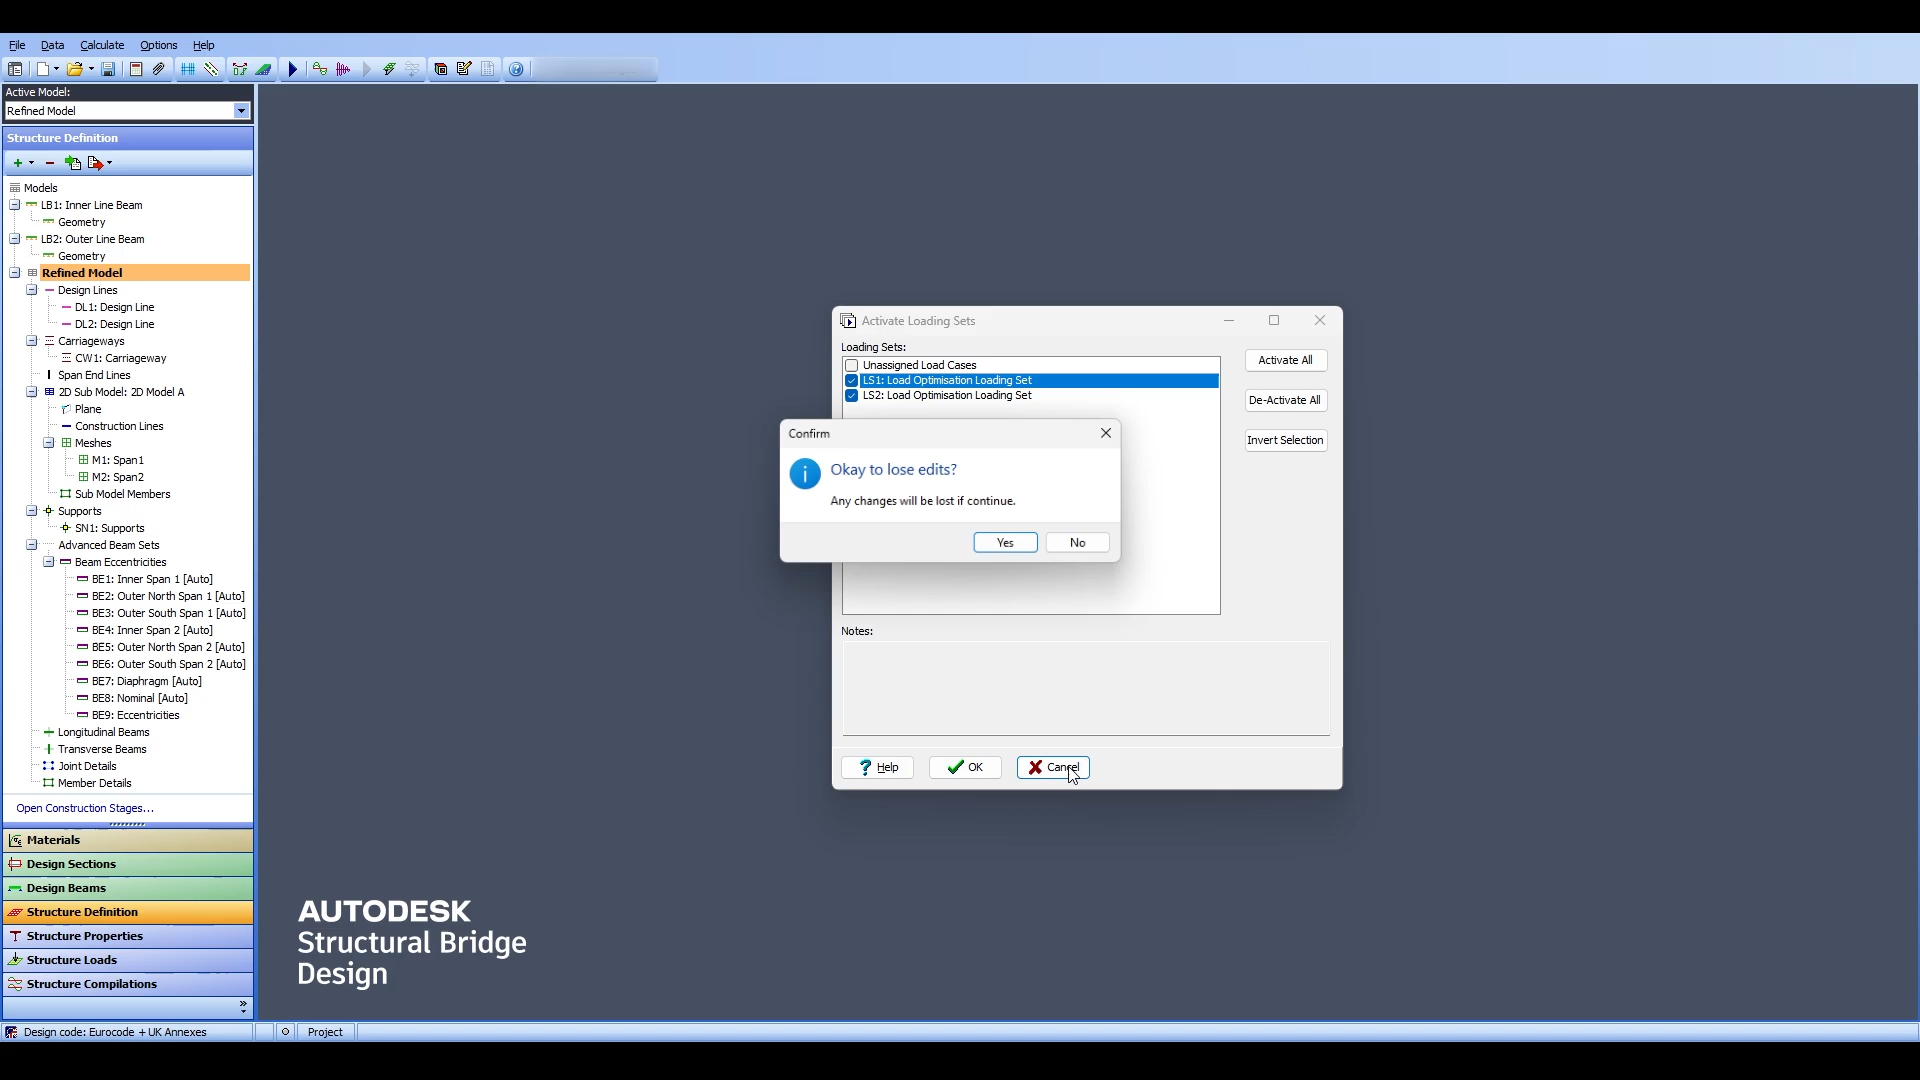 File Data Calculate Options Help
Active Model:
Refined Model
Structure Definition
Models
LB1: Inner Line Beam
Geometry
LB2: Outer Line Beam
Geometry
Refined Model
Design Lines
DL1: Design Line
DL2: Design Line
Carriageways
CW1: Carriageway
Span End Lines
2D Sub Model: 2D Model A
Plane
Construction Lines
Meshes
M1: Span1
M2: Span2
Sub Model Members
Supports
SN1: Supports
Advanced Beam Sets
Beam Eccentricities
BE1: Inner Span 1 [Auto]
BE2: Outer North Span 1 [Auto]
BE3: Outer South Span 1 [Auto]
BE4: Inner Span 2 [Auto]
BE5: Outer North Span 2 [Auto]
BE6: Outer South Span 2 [Auto]
BE7: Diaphragm [Auto]
BE8: Nominal [Auto]
BE9: Eccentricities
Longitudinal Beams
Transverse Beams
Joint Details
Member Details
Open Construction Stages...
Materials
Design Sections
Design Beams
Structure Definition
Structure Properties
Structure Loads
Structure Compilations
Design code: Eurocode + UK Annexes
Project
Activate Loading Sets
Loading Sets:
Unassigned Load Cases
LS1: Load Optimisation Loading Set
LS2: Load Optimisation Loading Set
Activate All
De-Activate All
Invert Selection
Confirm
Okay to lose edits?
Any changes will be lost if continue.
Yes No
Notes:
Help OK Cancel
AUTODESK
Structural Bridge
Design